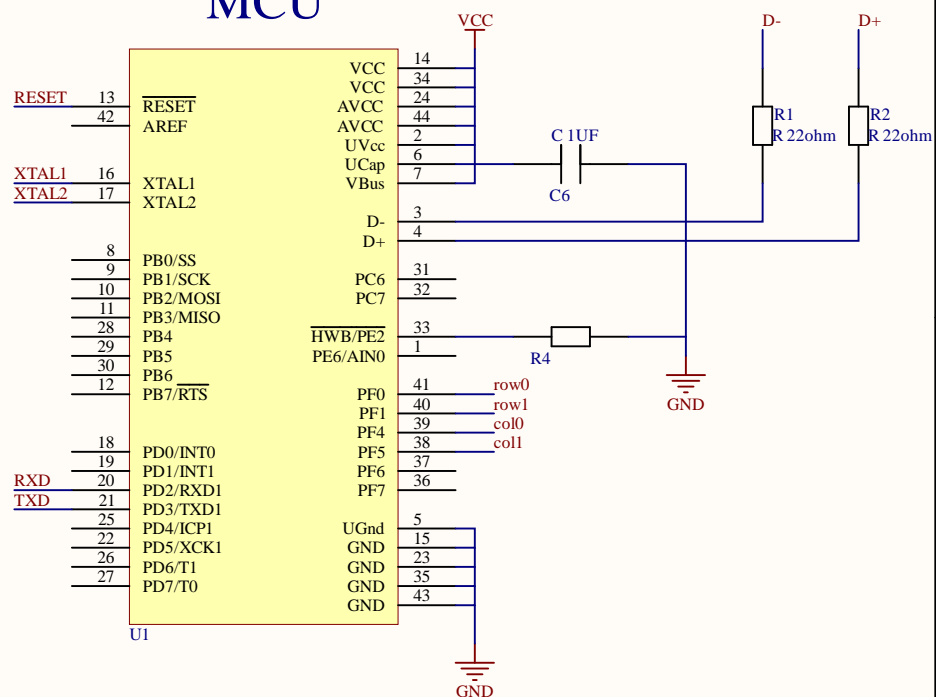 MCU
VCC
D-
D+
RESET
13
RESET
42
AREF
XTAL1
16
XTAL1
XTAL2
17
XTAL2
8
PB0/SS
9
PB1/SCK
10
PB2/MOSI
11
PB3/MISO
28
PB4
29
PB5
30
PB6
12
PB7/RTS
18
PD0/INT0
19
PD1/INT1
RXD
20
PD2/RXD1
TXD
21
PD3/TXD1
25
PD4/ICP1
22
PD5/XCK1
26
PD6/T1
27
PD7/T0
U1
VCC
14
VCC
34
AVCC
24
AVCC
44
UVcc
2
UCap
6
VBus
7
D-
3
D+
4
PC6
31
PC7
32
HWB/PE2
33
PE6/AIN0
1
PF0
41
row0
PF1
40
row1
PF4
39
col0
PF5
38
col1
PF6
37
PF7
36
UGnd
5
GND
15
GND
23
GND
35
GND
43
GND
C 1UF
C6
R1
R 22ohm
R2
R 22ohm
R4
GND